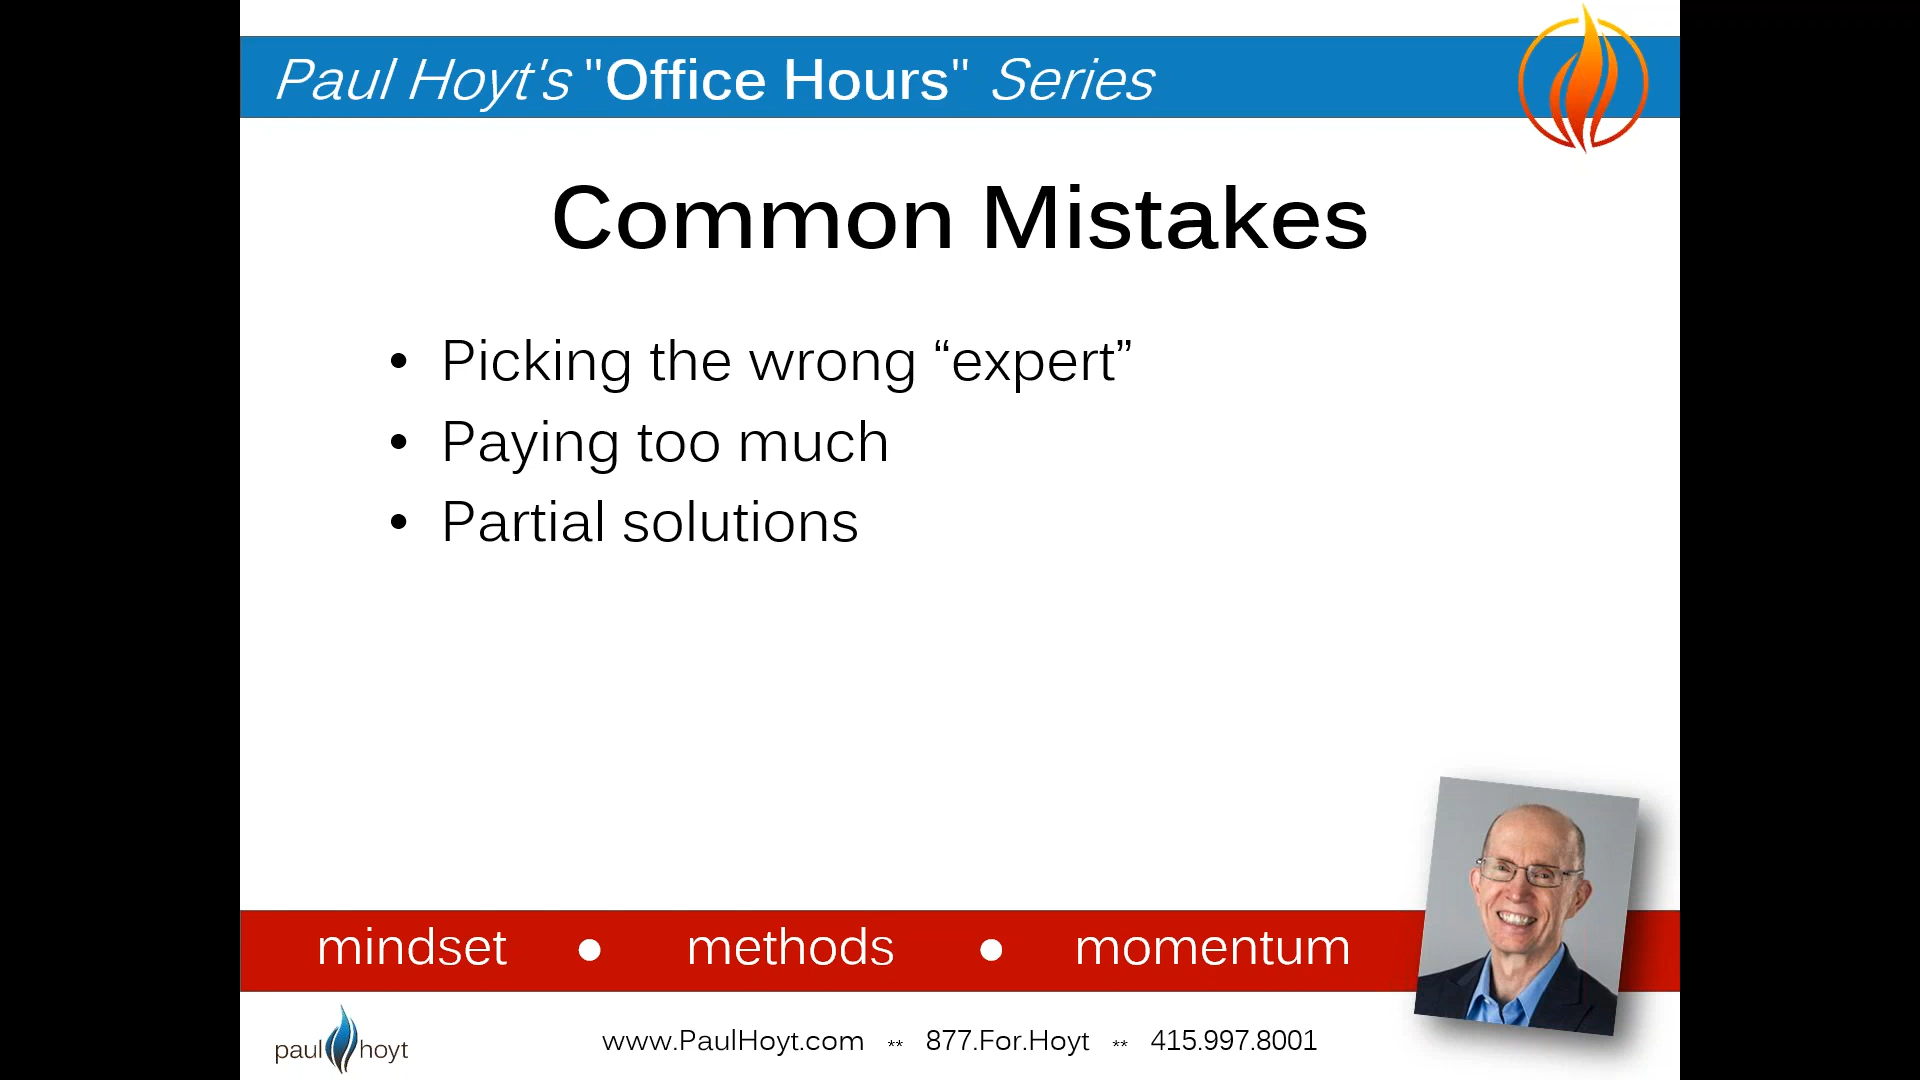 Paul Hoyt's "Office Hours" Series
Common Mistakes
• Picking the wrong “expert”
• Paying too much
• Partial solutions
mindset • methods • momentum
paul hoyt
www.PaulHoyt.com ** 877.For.Hoyt ** 415.997.8001